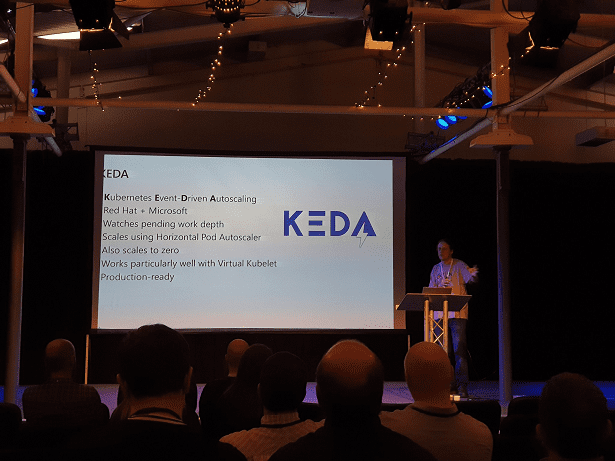 KEDA
Kubernetes Event-Driven Autoscaling
Red Hat + Microsoft
Watches pending work depth
Scales using Horizontal Pod Autoscaler
Also scales to zero
Works particularly well with Virtual Kubelet
Production-ready
KEDA